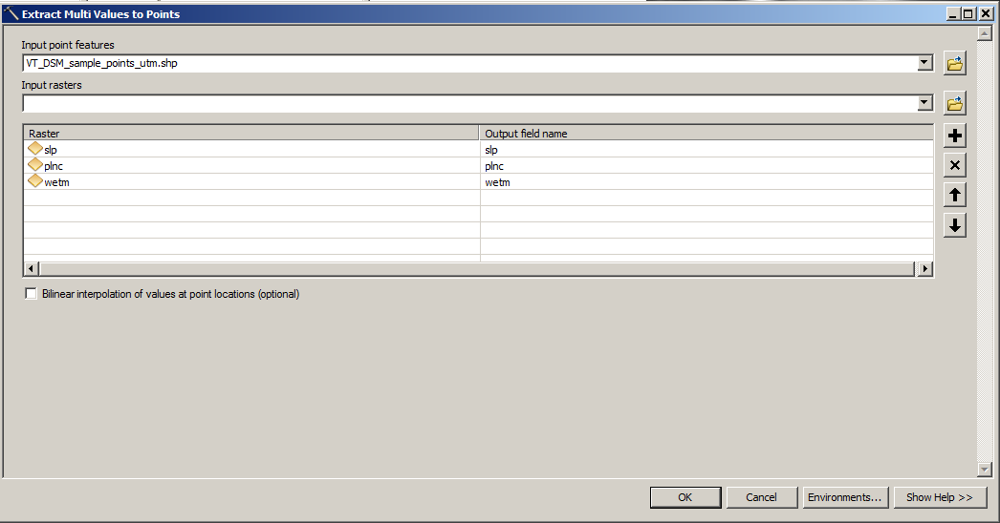 Extract Multi Values to Points
Input point features
VT_DSM_sample_points_utm.shp
Input rasters
Raster Output field name
slp slp
plnc plnc
wetm wetm
Bilinear interpolation of values at point locations (optional)
OK Cancel Environments... Show Help >>